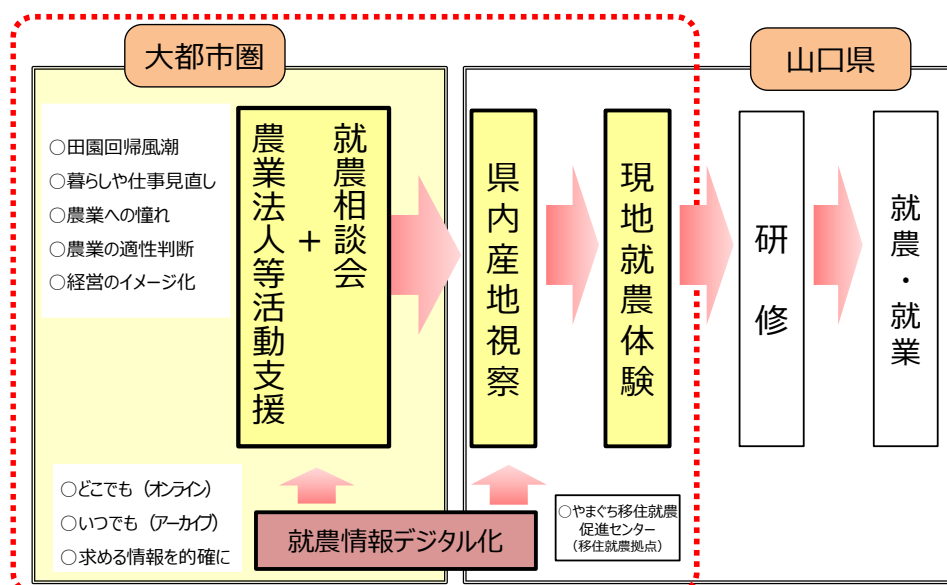 大都市圏
山口県
○田園回帰風潮
○暮らしや仕事見直し
○農業への憧れ
○農業の適性判断
○経営のイメージ化
就農相談会
+
農業法人等活動支援
県内産地視察
現地就農体験
研修
就農・就業
○どこでも（オンライン）
○いつでも（アーカイブ）
○求める情報を的確に
就農情報デジタル化
○やまぐち移住就農
促進センター
（移住就農拠点）